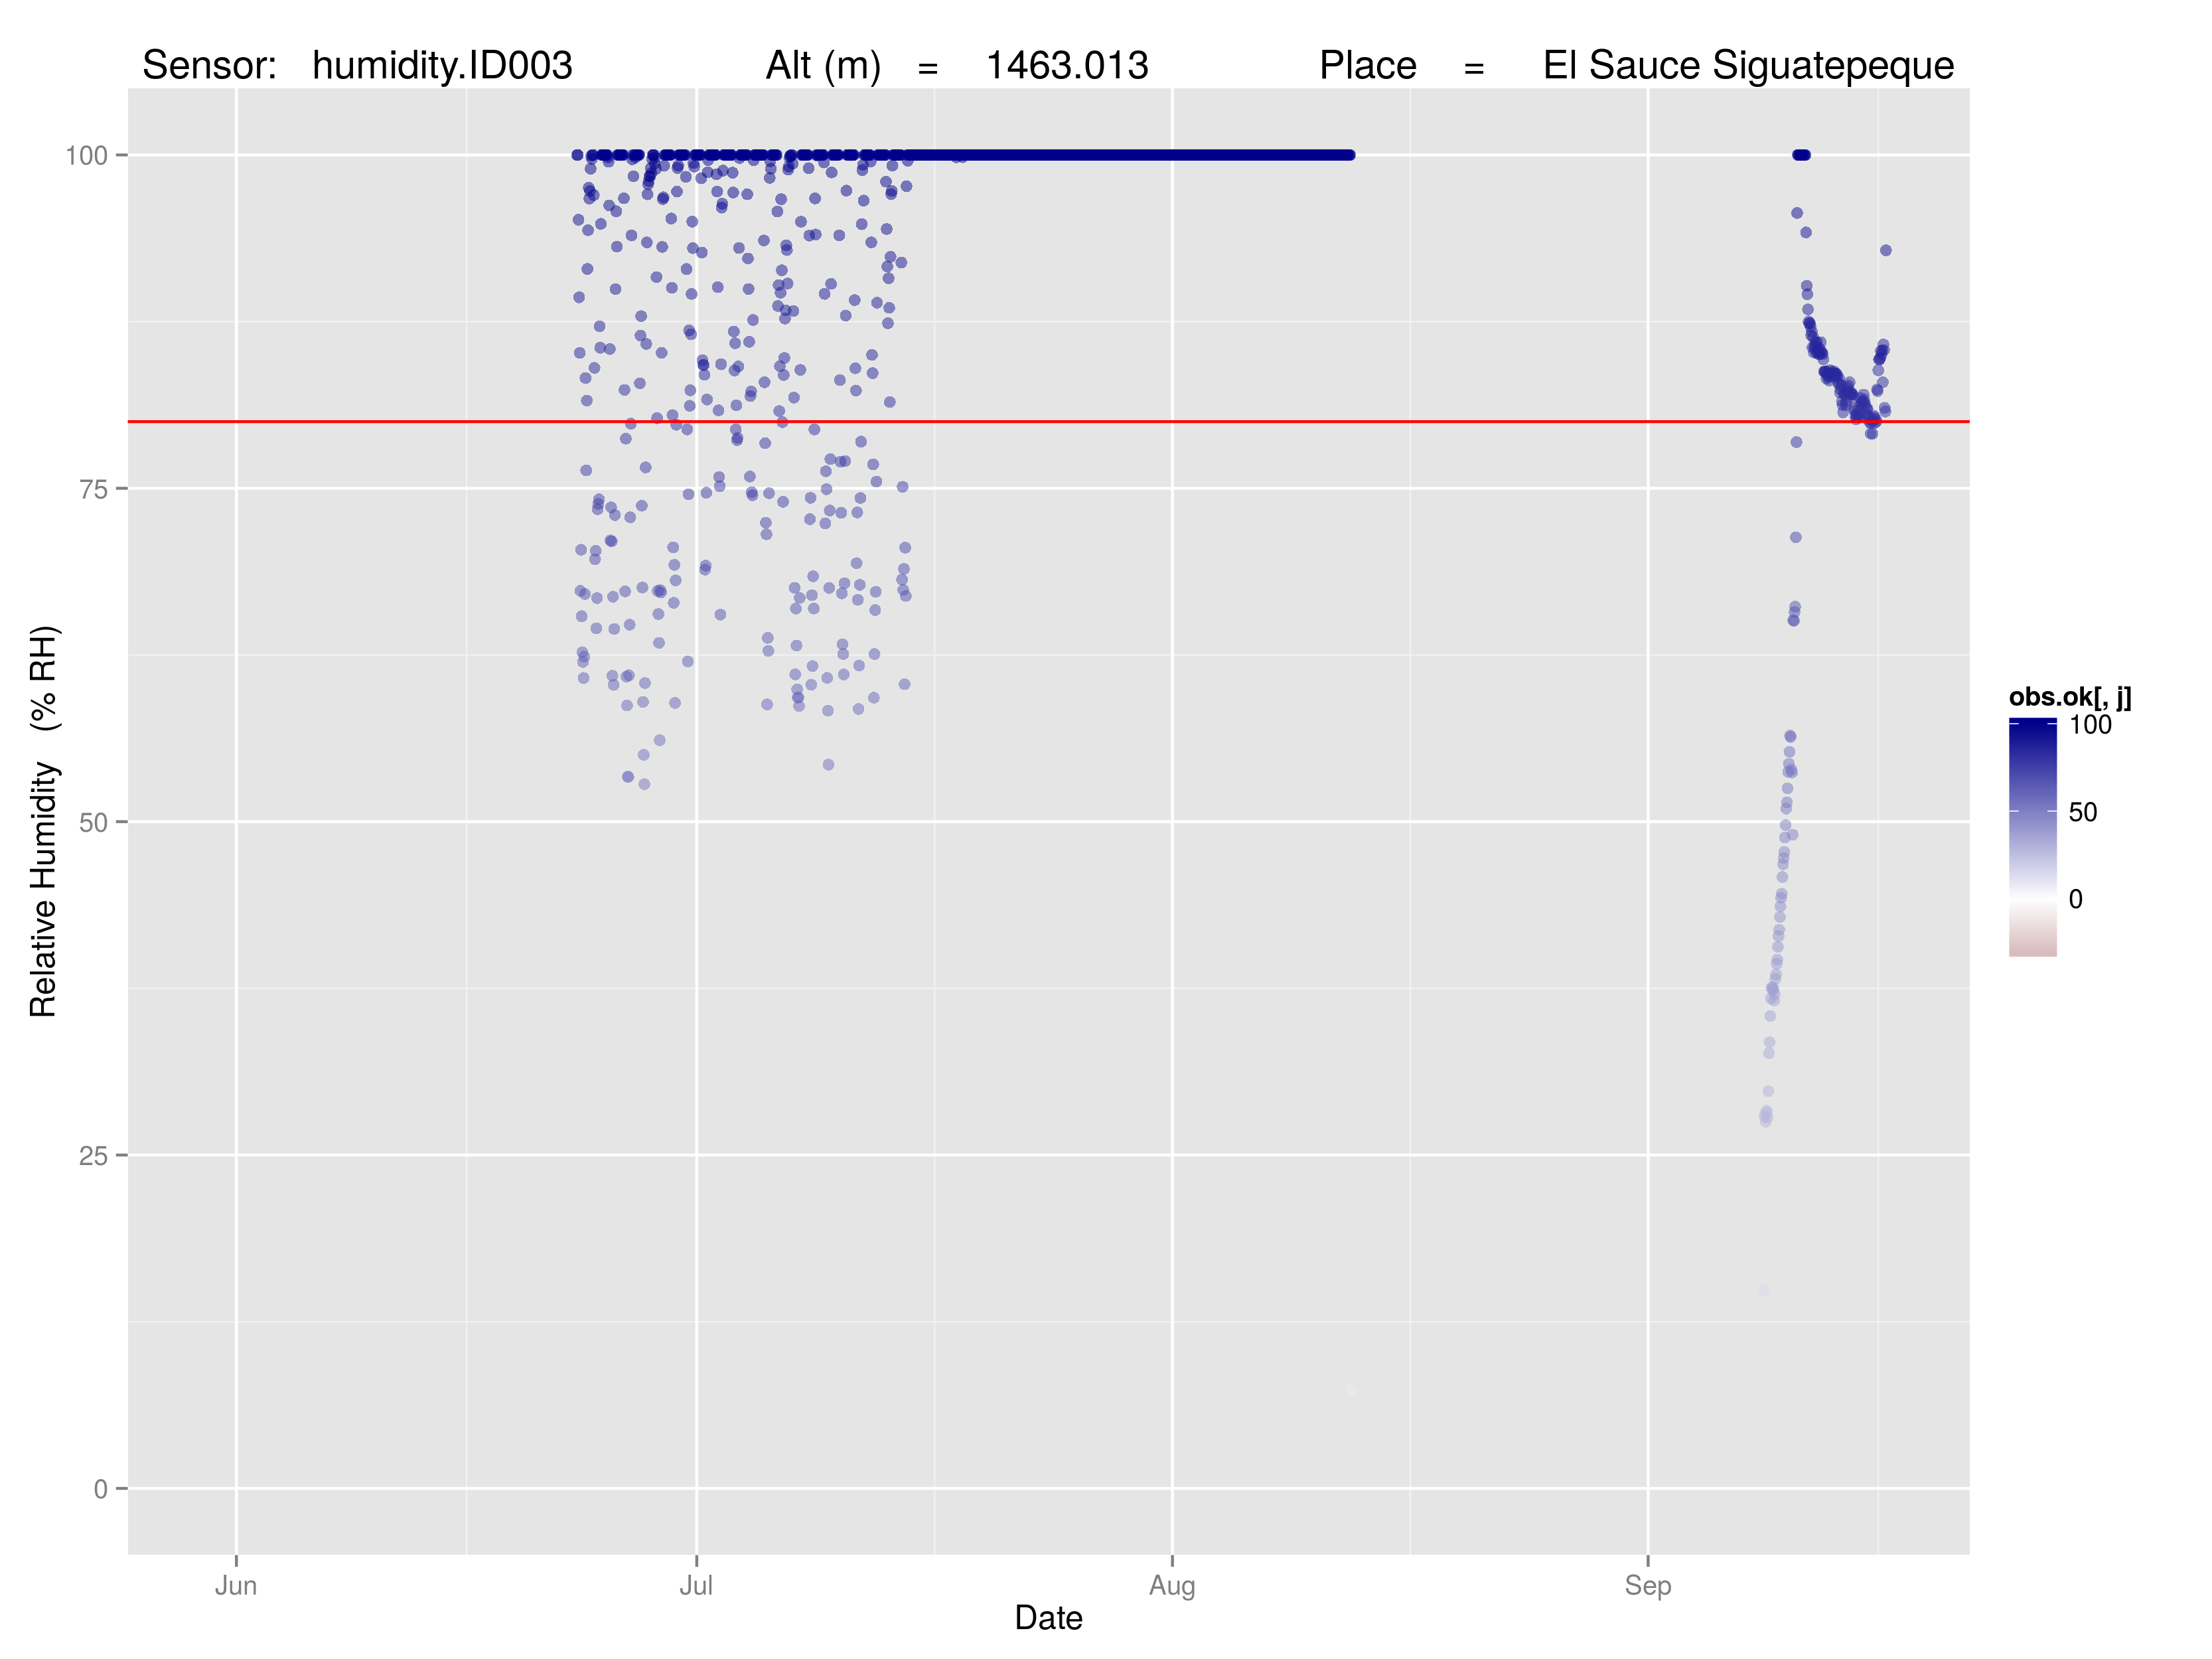 Sensor: humidity.ID003 Alt (m) = 1463.013 Place = El Sauce Siguatepeque
100
75
50
25
0
Relative Humidity (% RH)
Jun Jul Aug Sep
Date
obs.ok[, j]
100
50
0